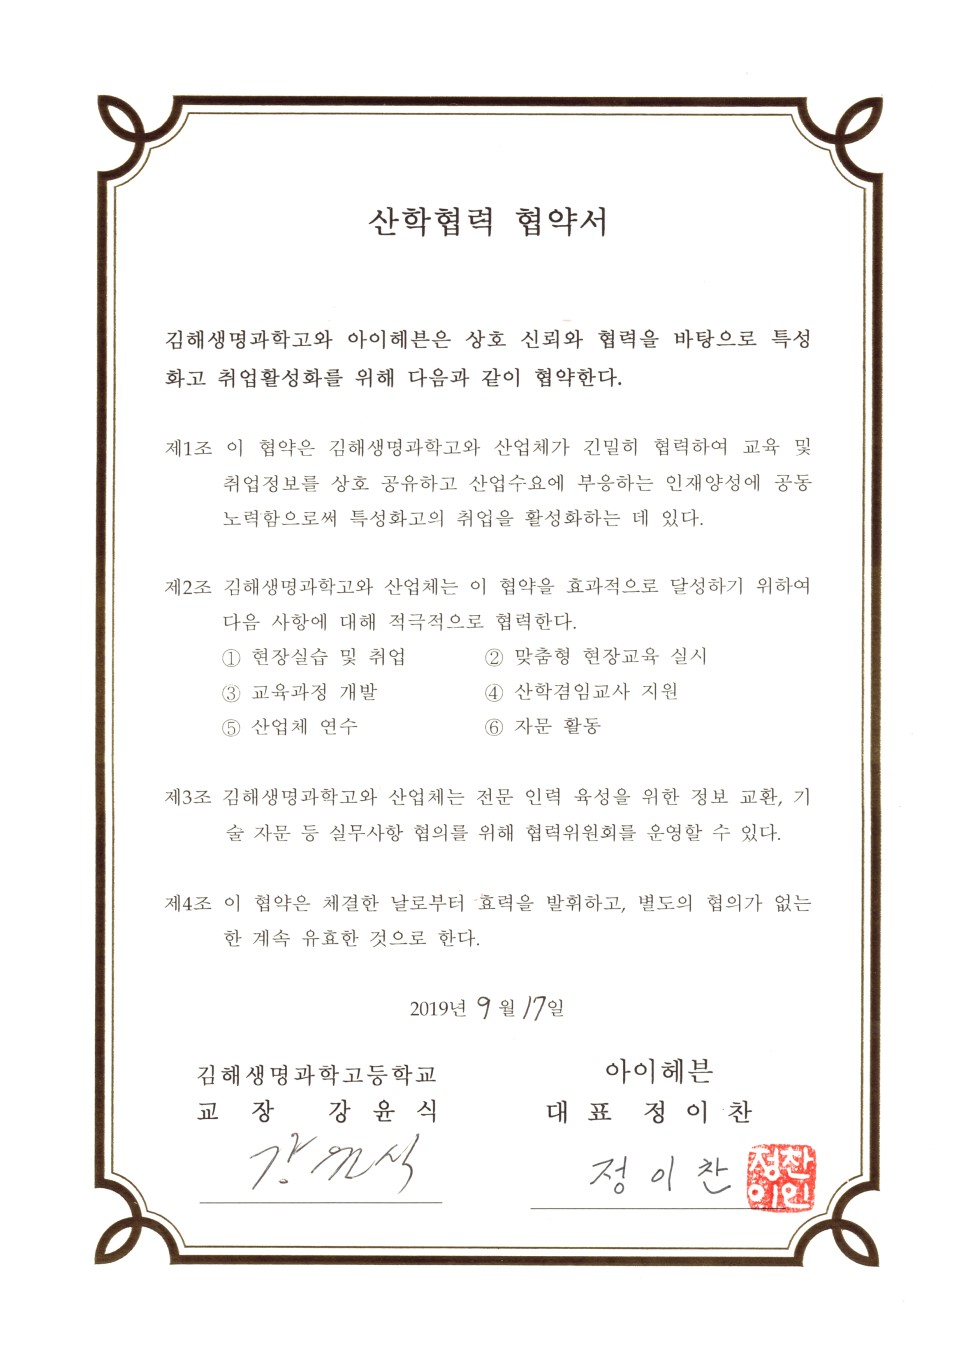 산학협력 협약서
김해생명과학고와 아이헤븐은 상호 신뢰와 협력을 바탕으로 특성
화고 취업활성화를 위해 다음과 같이 협약한다.
제1조 이 협약은 김해생명과학고와 산업체가 긴밀히 협력하여 교육 및
취업정보를 상호 공유하고 산업수요에 부응하는 인재양성에 공동
노력함으로써 특성화고의 취업을 활성화하는 데 있다.
제2조 김해생명과학고와 산업체는 이 협약을 효과적으로 달성하기 위하여
다음 사항에 대해 적극적으로 협력한다.
① 현장실습 및 취업 ② 맞춤형 현장교육 실시
③ 교육과정 개발 ④ 산학겸임교사 지원
⑤ 산업체 연수 ⑥ 자문 활동
제3조 김해생명과학고와 산업체는 전문 인력 육성을 위한 정보 교환, 기
술 자문 등 실무사항 협의를 위해 협력위원회를 운영할 수 있다.
제4조 이 협약은 체결한 날로부터 효력을 발휘하고, 별도의 협의가 없는
한 계속 유효한 것으로 한다.
2019년 9월 17일
김해생명과학고등학교 아이헤븐
교 장 강 윤 식 대 표 정 이 찬
강윤식 정이찬 정이찬인